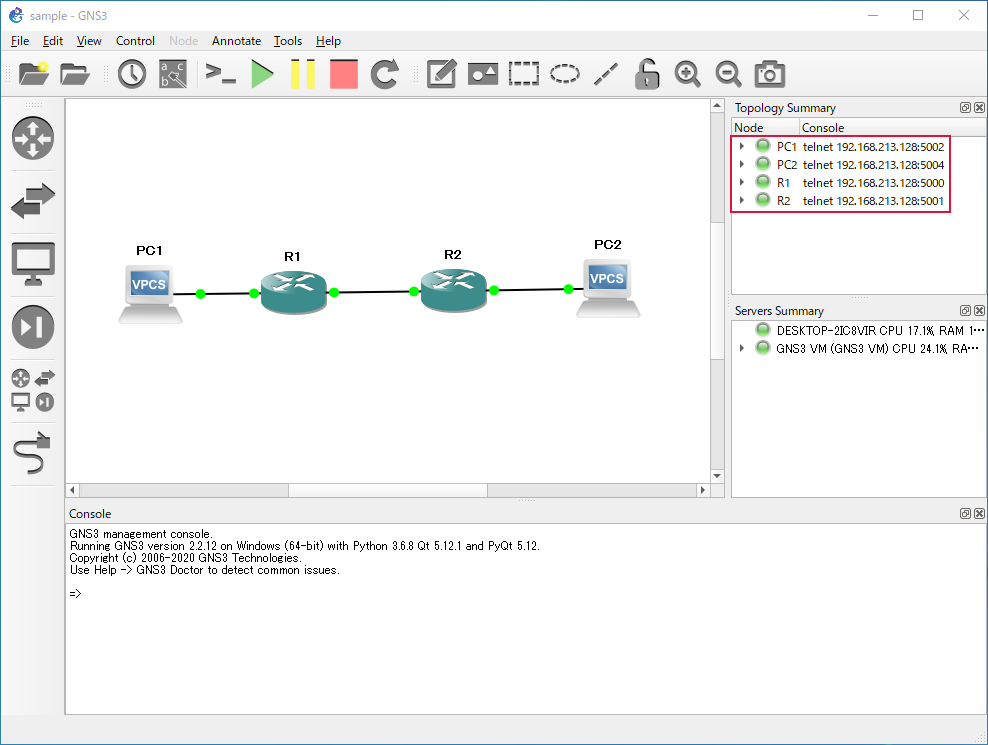 sample - GNS3
File Edit View Control Node Annotate Tools Help
a b c
>_
Topology Summary
Node Console
PC1 telnet 192.168.213.128:5002
PC2 telnet 192.168.213.128:5004
R1 telnet 192.168.213.128:5000
R2 telnet 192.168.213.128:5001
PC1
VPCS
R1
R2
PC2
VPCS
Servers Summary
DESKTOP-2IC8VIR CPU 17.1%, RAM 1…
GNS3 VM (GNS3 VM) CPU 24.1%, RA…
Console
GNS3 management console.
Running GNS3 version 2.2.12 on Windows (64-bit) with Python 3.6.8 Qt 5.12.1 and PyQt 5.12.
Copyright (c) 2006-2020 GNS3 Technologies.
Use Help -> GNS3 Doctor to detect common issues.
=>